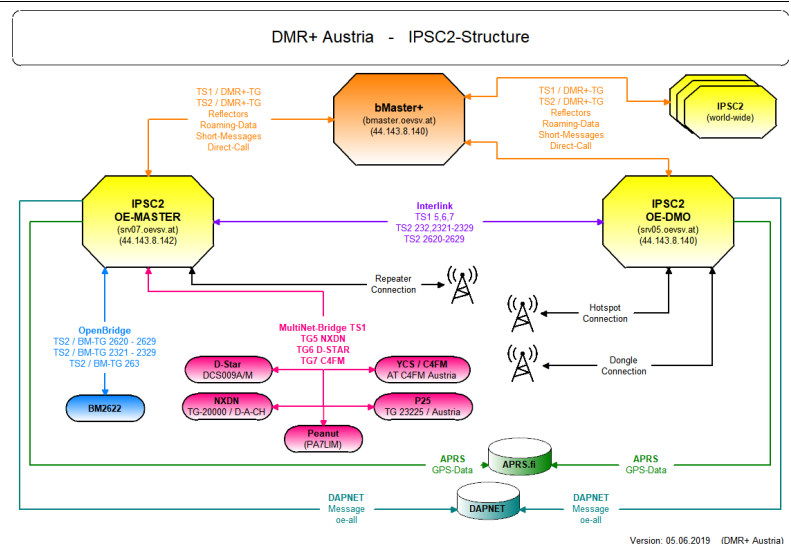 DMR+ Austria - IPSC2-Structure
TS1 / DMR+-TG
TS2 / DMR+-TG
Reflectors
Roaming-Data
Short-Messages
Direct-Call
bMaster+
(bmaster.oevsv.at)
(44.143.8.140)
TS1 / DMR+-TG
TS2 / DMR+-TG
Reflectors
Roaming-Data
Short-Messages
Direct-Call
IPSC2
(world-wide)
IPSC2
OE-MASTER
(srv07.oevsv.at)
(44.143.8.142)
Interlink
TS1 5,6,7
TS2 232,2321-2329
TS2 2620-2629
IPSC2
OE-DMO
(srv05.oevsv.at)
(44.143.8.140)
Repeater
Connection
Hotspot
Connection
Dongle
Connection
OpenBridge
TS2 / BM-TG 2620 - 2629
TS2 / BM-TG 2321 - 2329
TS2 / BM-TG 263
BM2622
MultiNet-Bridge TS1
TG5 NXDN
TG6 D-STAR
TG7 C4FM
D-Star
DCS009A/M
YCS / C4FM
AT C4FM Austria
NXDN
TG-20000 / D-A-CH
P25
TG 23225 / Austria
Peanut
(PA7LIM)
APRS
GPS-Data
APRS.fi
APRS
GPS-Data
DAPNET
Message
oe-all
DAPNET
DAPNET
Message
oe-all
Version: 05.06.2019 (DMR+ Austria)